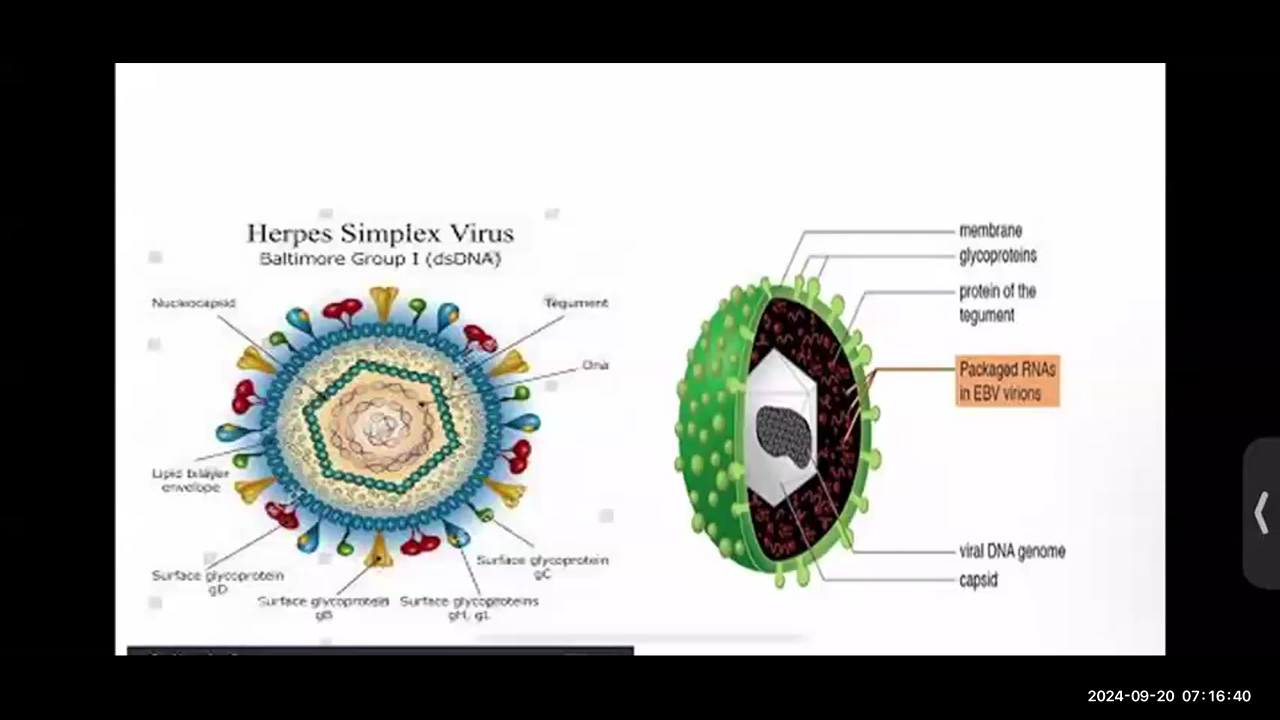 Herpes Simplex Virus
Baltimore Group I (dsDNA)
Nucleocapsid
Tegument
Dna
Lipid bilayer
envelope
Surface glycoprotein
gD
Surface glycoprotein
gB
Surface glycoproteins
gH, gL
Surface glycoprotein
gC
membrane
glycoproteins
protein of the
tegument
Packaged RNAs
in EBV virions
viral DNA genome
capsid
2024-09-20 07:16:40